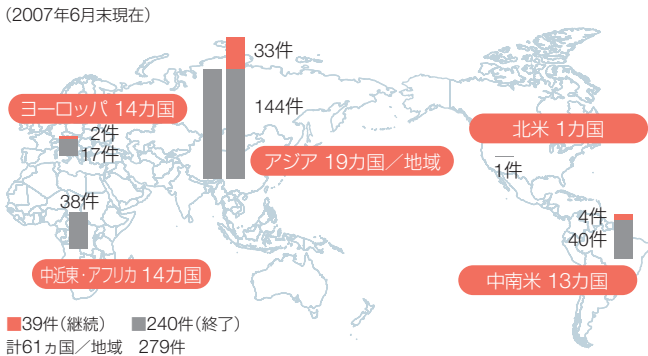 (2007年6月末現在)
33件
144件
ヨーロッパ 14カ国
2件
17件
アジア 19カ国／地域
北米 1カ国
1件
38件
4件
40件
中近東・アフリカ 14カ国
中南米 13カ国
39件(継続) 240件(終了)
計61ヵ国／地域 279件